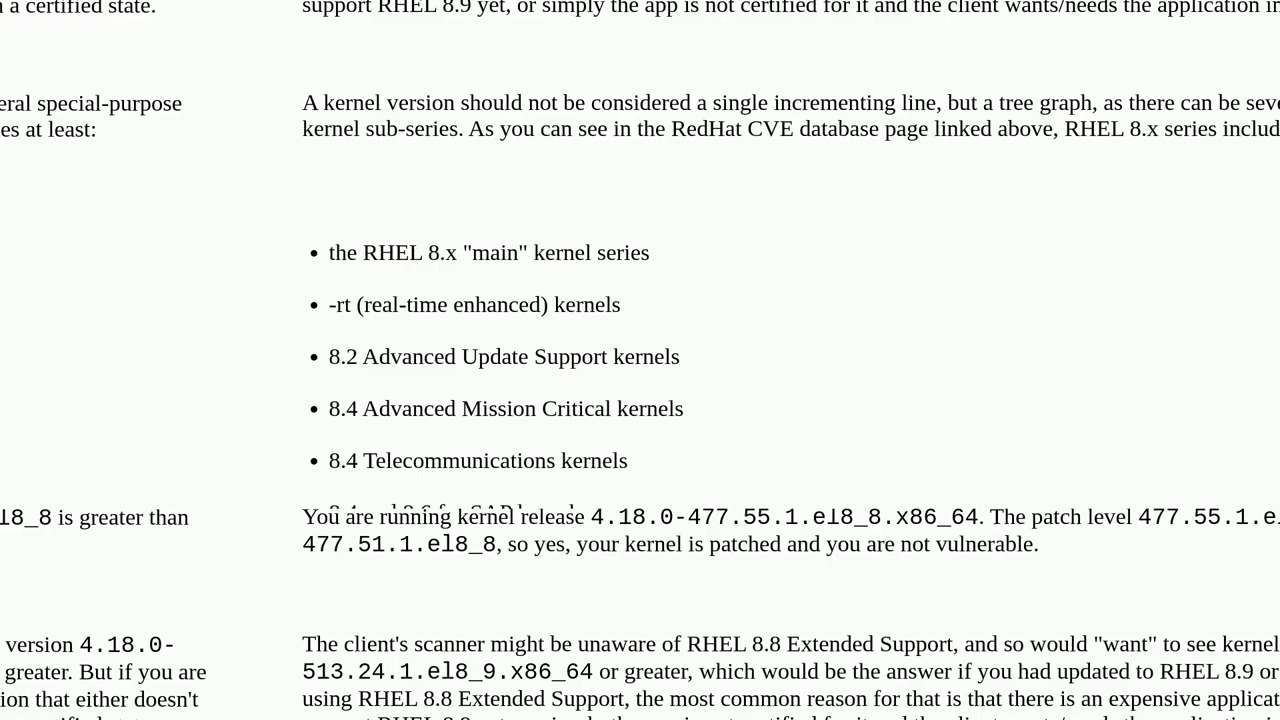 a certified state.
support RHEL 8.9 yet, or simply the app is not certified for it and the client wants/needs the application in
eral special-purpose
es at least:
A kernel version should not be considered a single incrementing line, but a tree graph, as there can be seve
kernel sub-series. As you can see in the RedHat CVE database page linked above, RHEL 8.x series includ
• the RHEL 8.x "main" kernel series
• -rt (real-time enhanced) kernels
• 8.2 Advanced Update Support kernels
• 8.4 Advanced Mission Critical kernels
• 8.4 Telecommunications kernels
l8_8 is greater than
You are running kernel release 4.18.0-477.55.1.el8_8.x86_64. The patch level 477.55.1.e
477.51.1.el8_8, so yes, your kernel is patched and you are not vulnerable.
version 4.18.0-
greater. But if you are
ion that either doesn't
The client's scanner might be unaware of RHEL 8.8 Extended Support, and so would "want" to see kernel
513.24.1.el8_9.x86_64 or greater, which would be the answer if you had updated to RHEL 8.9 or
using RHEL 8.8 Extended Support, the most common reason for that is that there is an expensive applicat